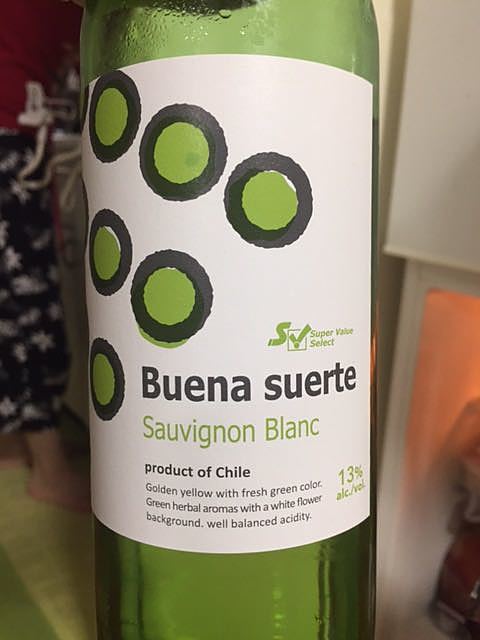 SV Super Value
Select
Buena suerte
Sauvignon Blanc
product of Chile
13%
alc./vol.
Golden yellow with fresh green color.
Green herbal aromas with a white flower
background. well balanced acidity.